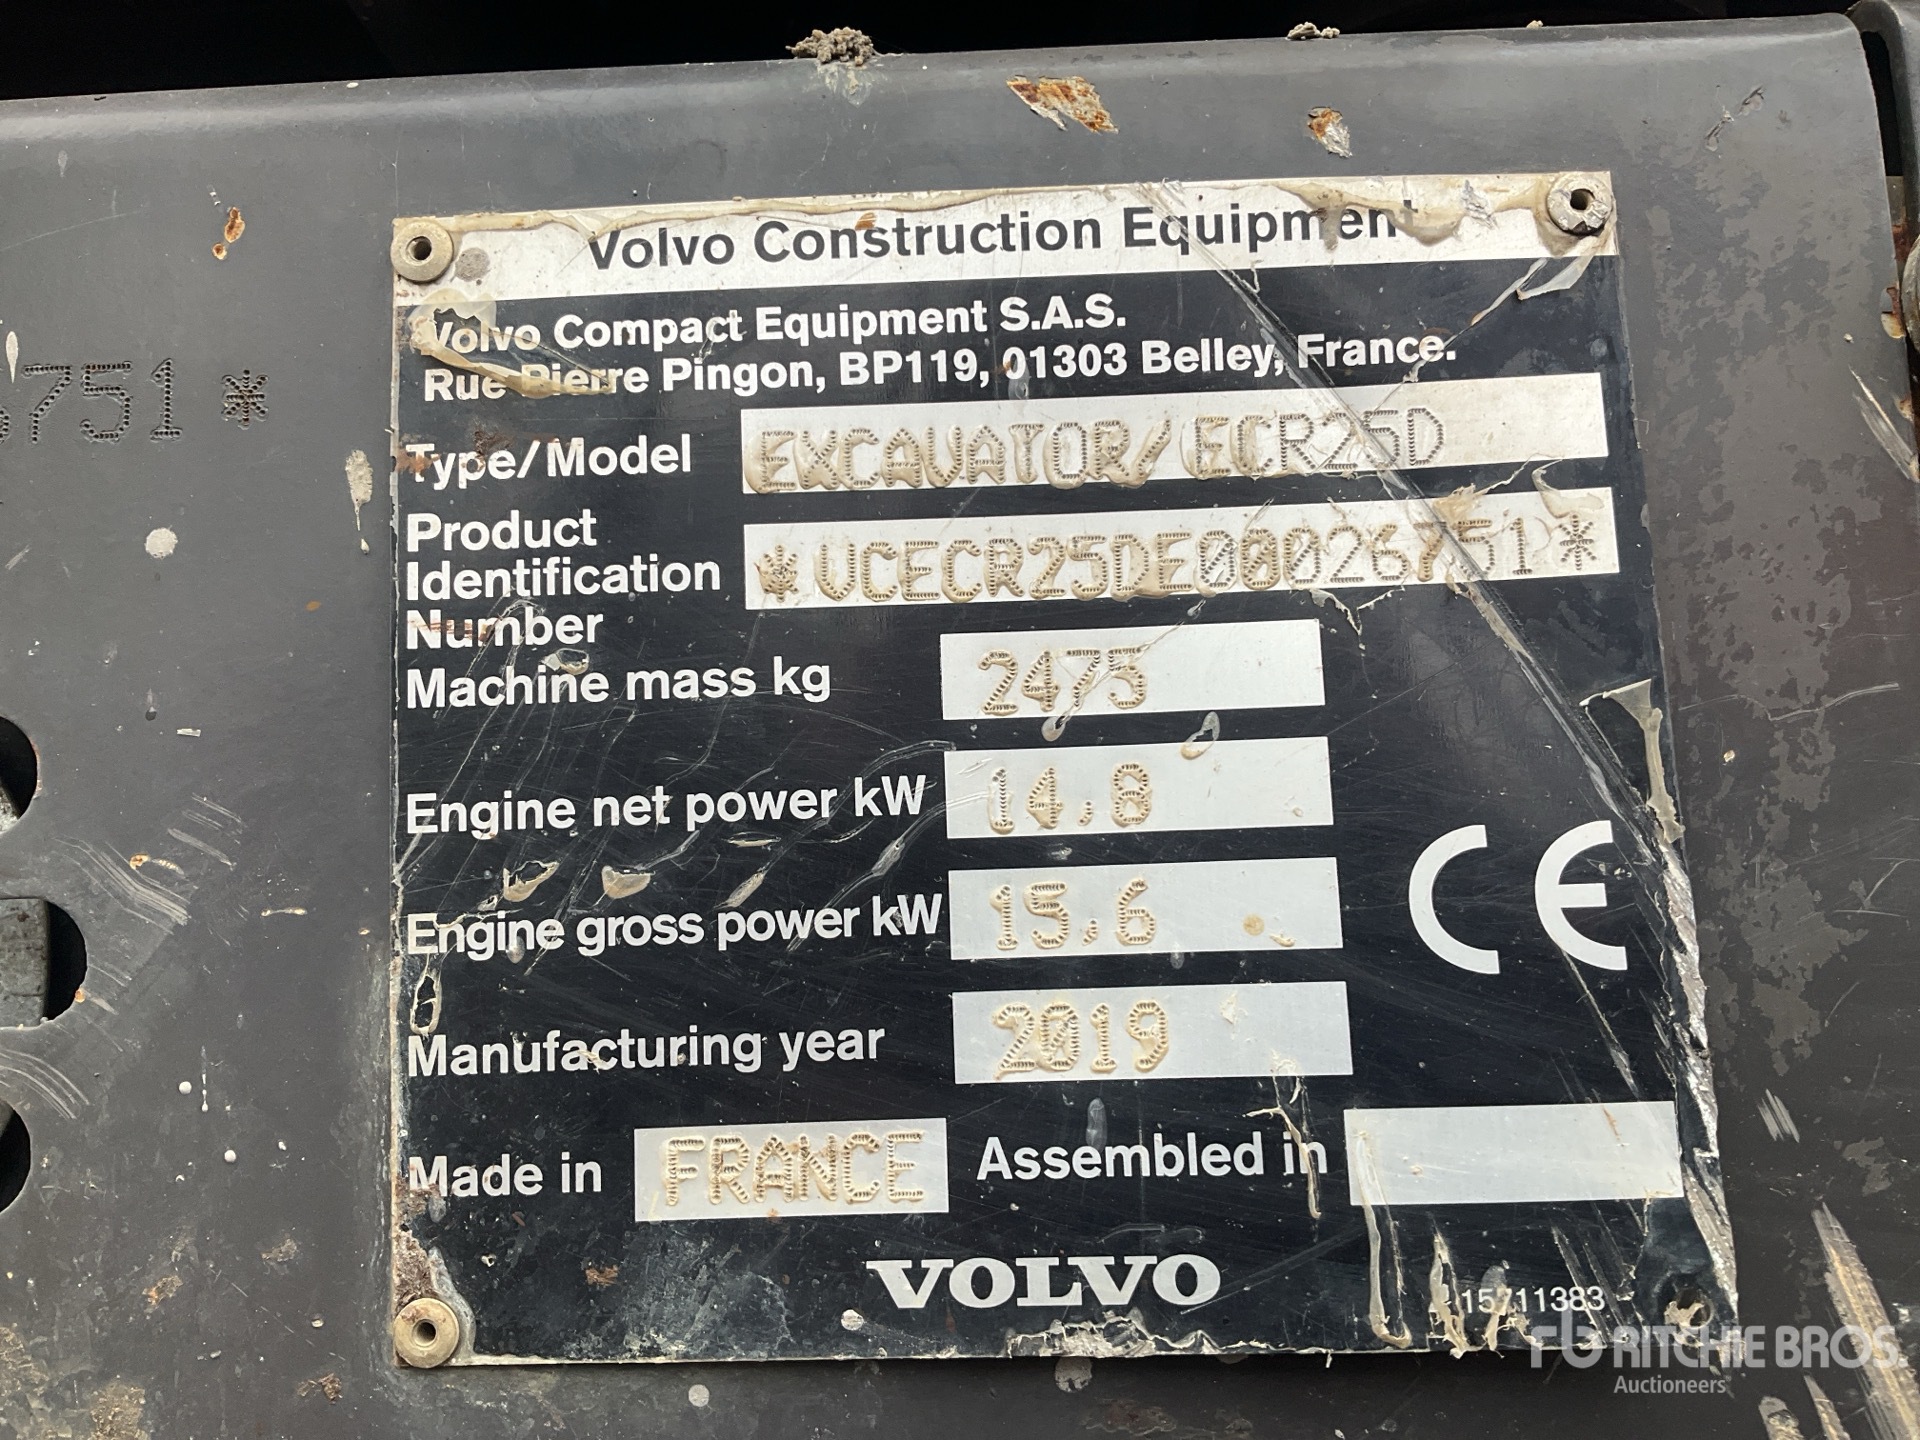 6751*
Volvo Construction Equipment
Volvo Compact Equipment S.A.S.
Rue Pierre Pingon, BP119, 01303 Belley, France.
Type/Model EXCAVATOR/ECR25D
Product Identification Number *VCECR25DE00026751*
Machine mass kg 2475
Engine net power kW 14,8
Engine gross power kW 15,6
Manufacturing year 2019
Made in FRANCE Assembled in
CE
VOLVO
15711383
rb RITCHIE BROS.
Auctioneers